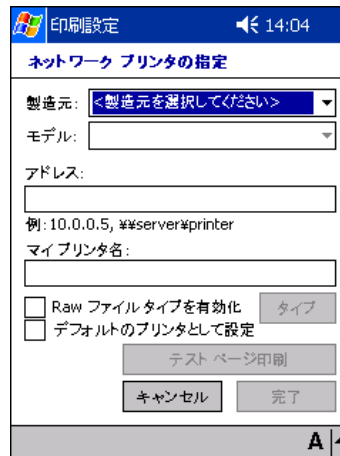 印刷設定 14:04
ネットワーク プリンタの指定
製造元: <製造元を選択してください>
モデル:
アドレス:
例: 10.0.0.5, ¥¥server¥printer
マイ プリンタ名:
Raw ファイル タイプを有効化 タイプ
デフォルトのプリンタとして設定
テスト ページ印刷
キャンセル 完了
A